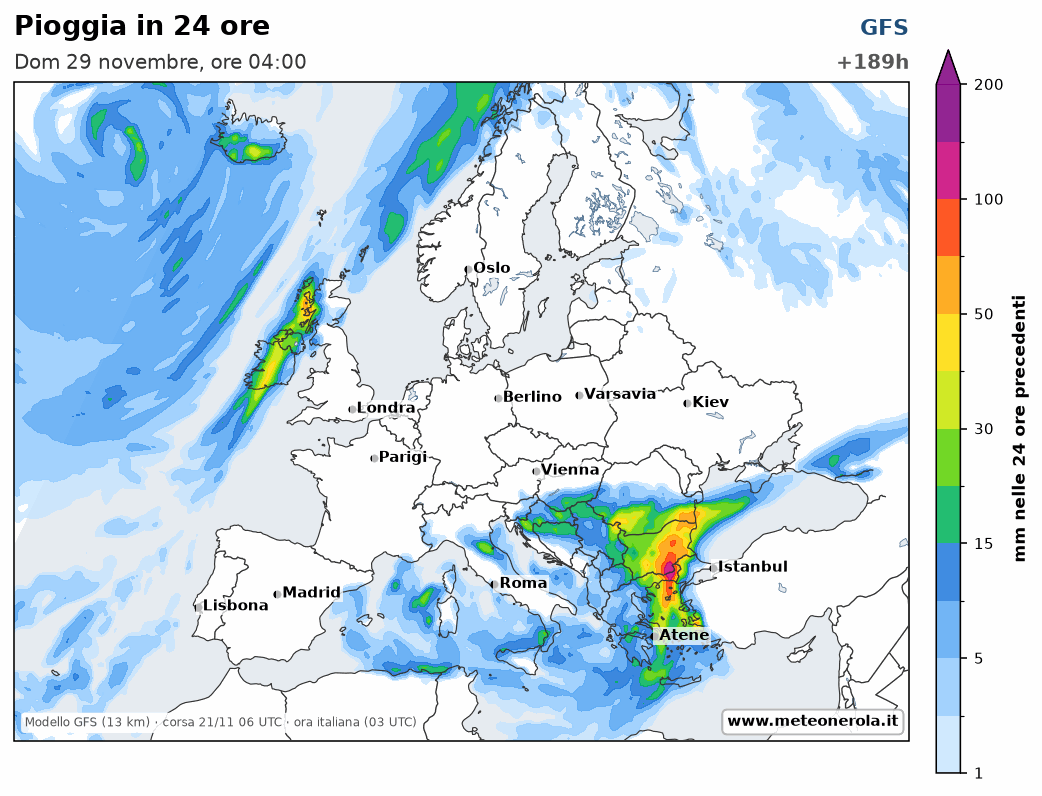 Pioggia in 24 ore
GFS
Dom 29 novembre, ore 04:00
+189h
200
100
50
30
15
5
1
mm nelle 24 ore precedenti
Oslo
Berlino
Varsavia
Kiev
Londra
Parigi
Vienna
Istanbul
Roma
Madrid
Lisbona
Atene
Modello GFS (13 km) · corsa 21/11 06 UTC · ora italiana (03 UTC)
www.meteonerola.it